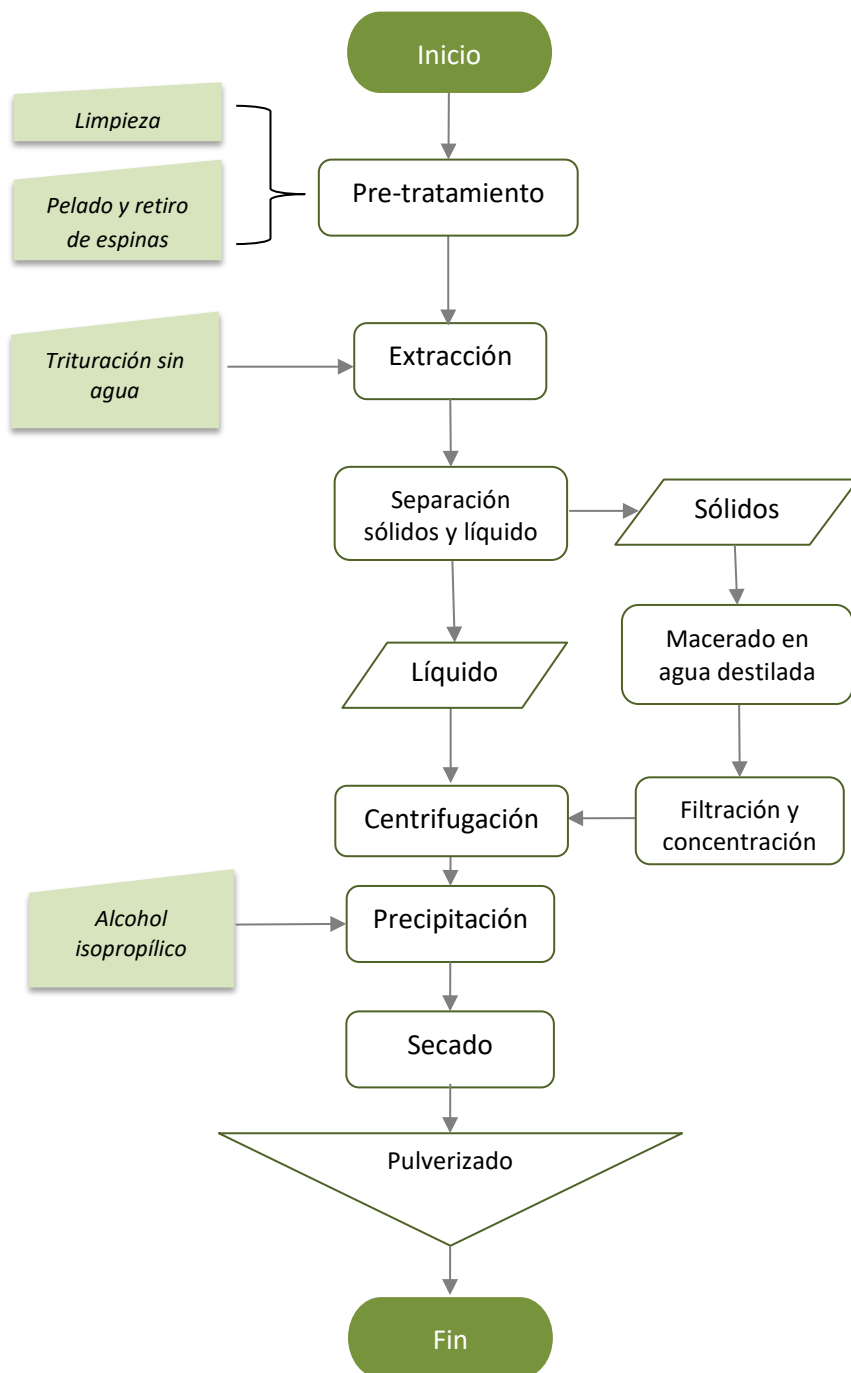 Inicio
Limpieza
Pre-tratamiento
Pelado y retiro
de espinas
Extracción
Trituración sin
agua
Separación
sólidos y líquido
Sólidos
Macerado en
agua destilada
Líquido
Filtración y
concentración
Centrifugación
Alcohol
isopropílico
Precipitación
Secado
Pulverizado
Fin